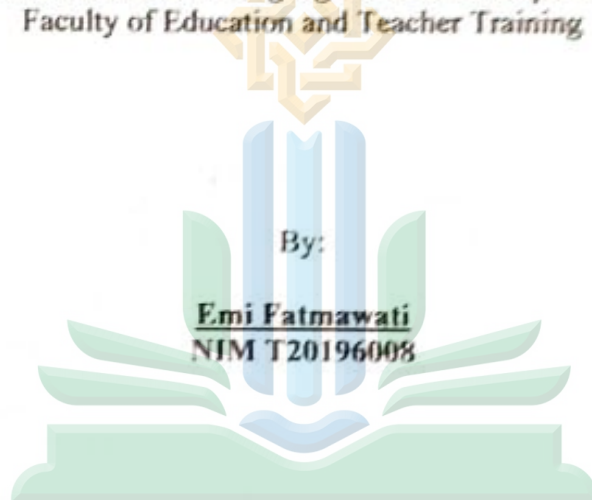 Faculty of Education and Teacher Training
By:
Emi Fatmawati
NIM T20196008